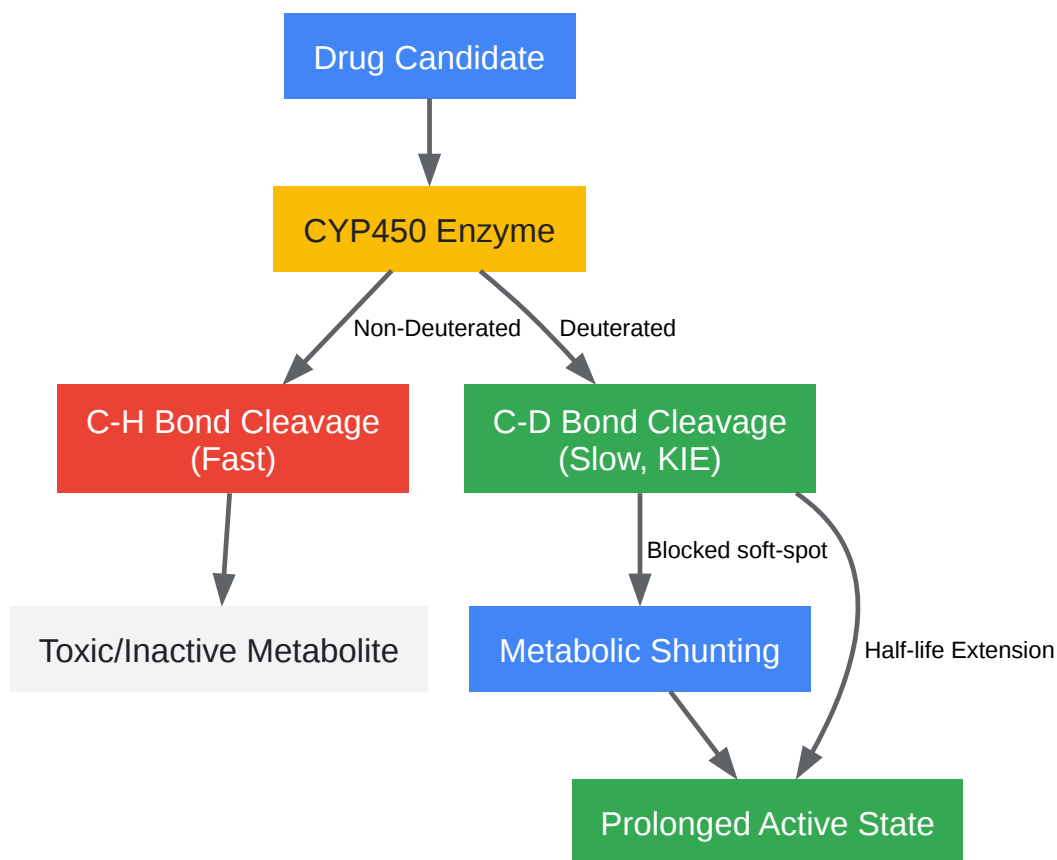 Drug Candidate
CYP450 Enzyme
Non-Deuterated
Deuterated
C-H Bond Cleavage
(Fast)
C-D Bond Cleavage
(Slow, KIE)
Blocked soft-spot
Toxic/Inactive Metabolite
Metabolic Shunting
Half-life Extension
Prolonged Active State